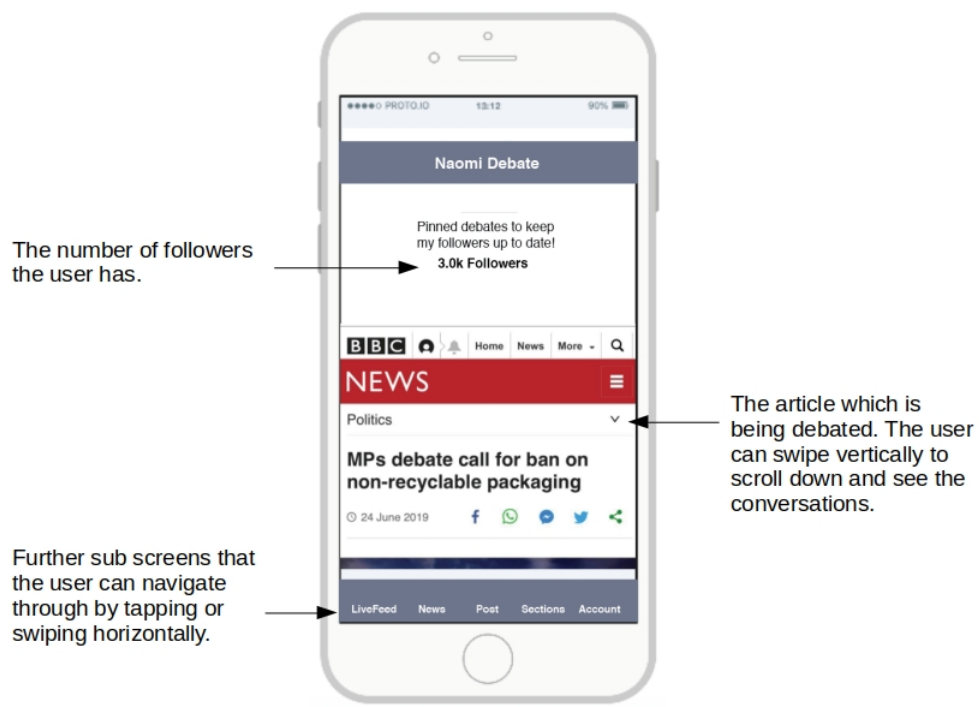 PROTO.IO 13:12 90%
Naomi Debate
Pinned debates to keep
my followers up to date!
3.0k Followers
The number of followers
the user has.
BBC Home News More
NEWS
Politics
MPs debate call for ban on
non-recyclable packaging
24 June 2019
The article which is
being debated. The user
can swipe vertically to
scroll down and see the
conversations.
Further sub screens that
the user can navigate
through by tapping or
swiping horizontally.
LiveFeed News Post Sections Account